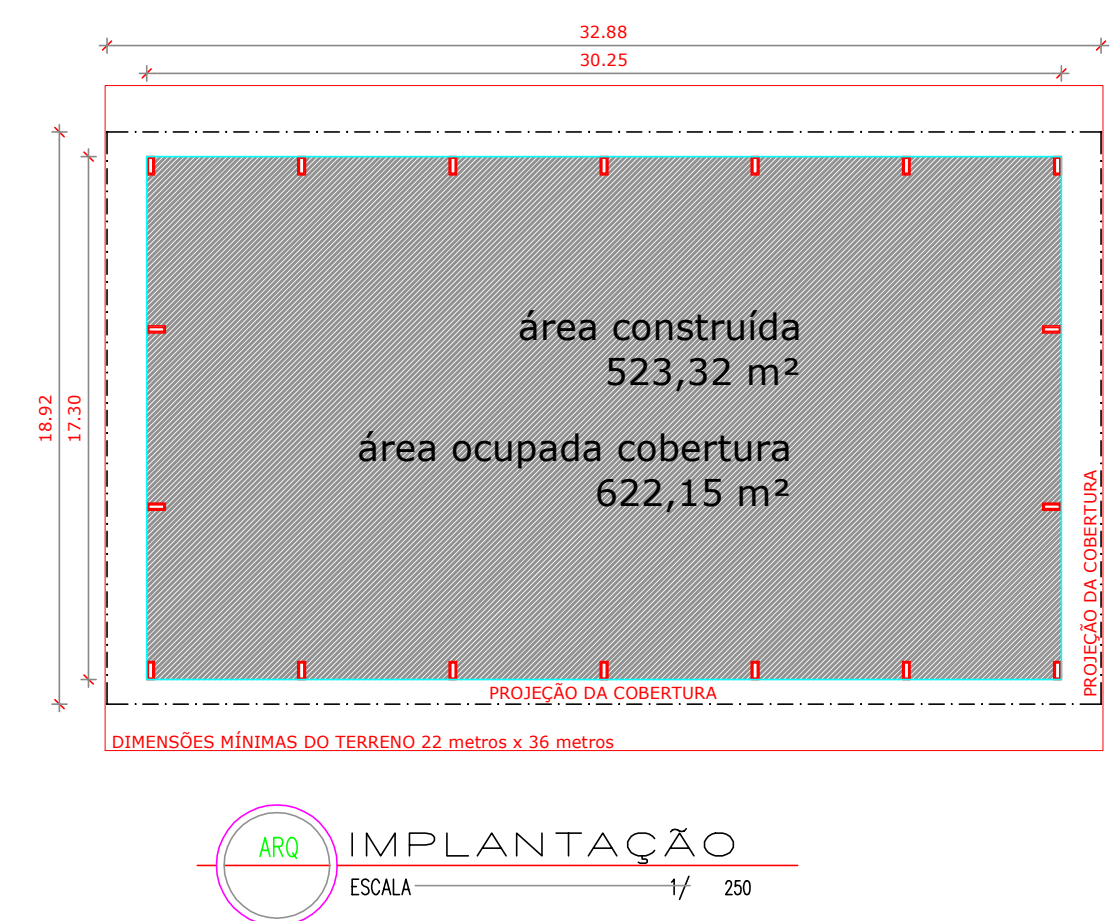 32.88
30.25
18.92
17.30
área construída
523,32 m²
área ocupada cobertura
622,15 m²
PROJEÇÃO DA COBERTURA
PROJEÇÃO DA COBERTURA
DIMENSÕES MÍNIMAS DO TERRENO 22 metros x 36 metros
ARQ
IMPLANTAÇÃO
ESCALA 1/ 250